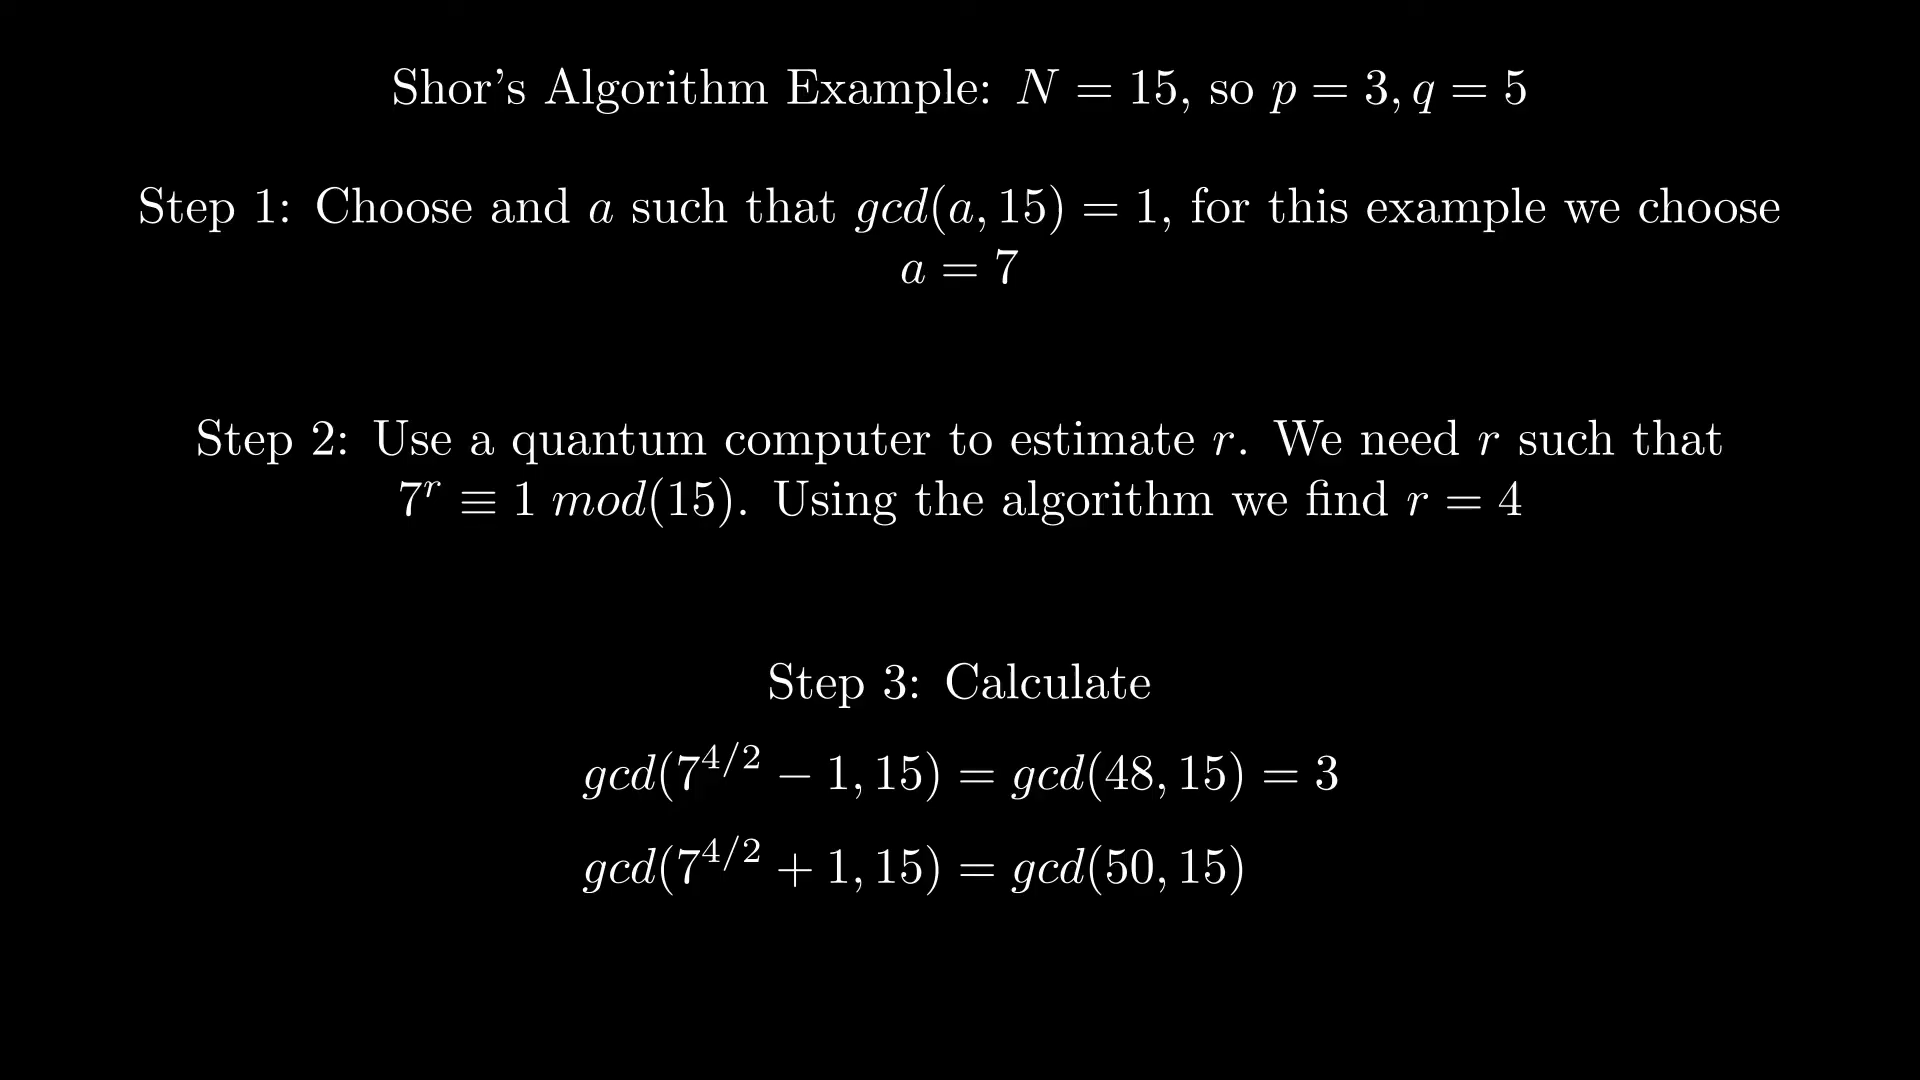 Shor's Algorithm Example: N = 15, so p = 3, q = 5
Step 1: Choose and a such that gcd(a, 15) = 1, for this example we choose
a = 7
Step 2: Use a quantum computer to estimate r. We need r such that
7^r ≡ 1 mod(15). Using the algorithm we find r = 4
Step 3: Calculate
gcd(7^{4/2} − 1, 15) = gcd(48, 15) = 3
gcd(7^{4/2} + 1, 15) = gcd(50, 15)